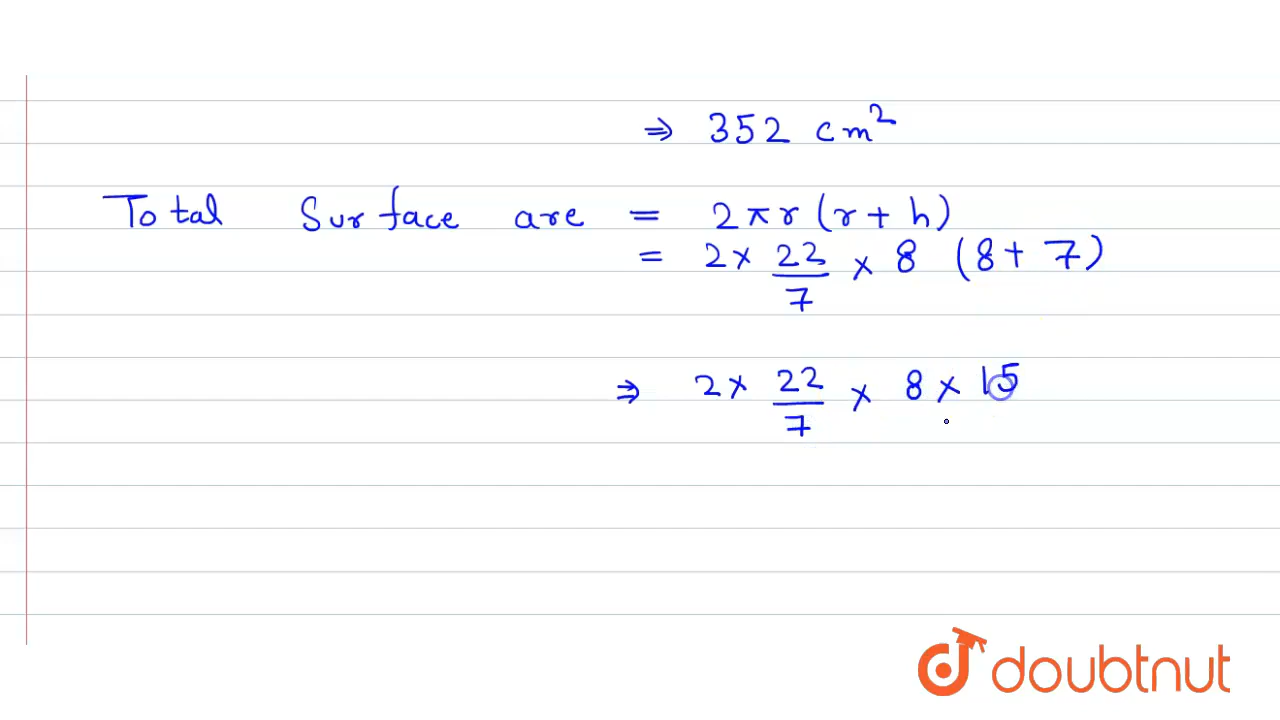 ⇒ 352 cm²
Total Surface are = 2πr(r+h)
= 2× 22/7 × 8 (8+ 7)
⇒ 2× 22/7 × 8 × 15
doubtnut